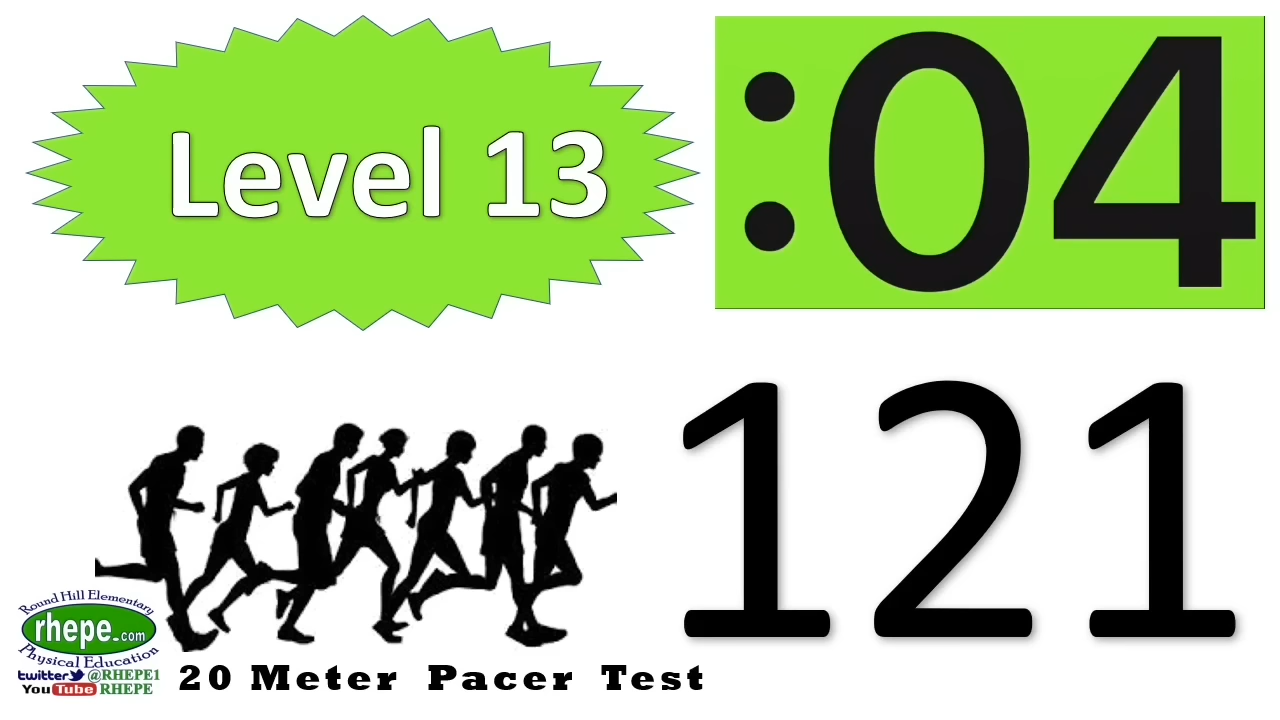 Level 13
:04
121
Round Hill Elementary
rhepe.com
Physical Education
twitter @RHEPE1
YouTube RHEPE
20 Meter Pacer Test